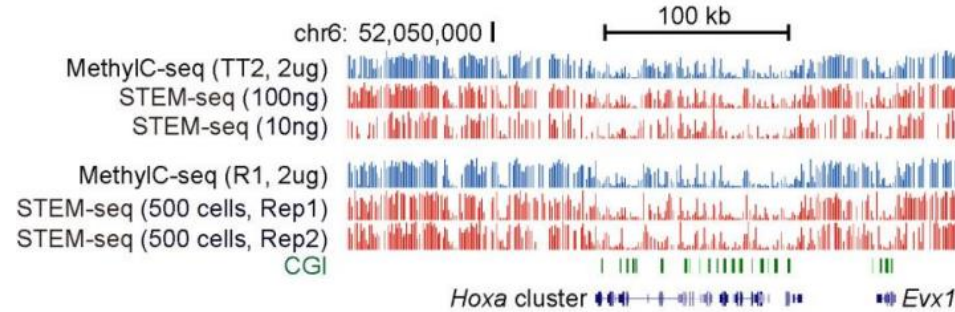 100 kb
chr6: 52,050,000
MethylC-seq (TT2, 2ug)
STEM-seq (100ng)
STEM-seq (10ng)
MethylC-seq (R1, 2ug)
STEM-seq (500 cells, Rep1)
STEM-seq (500 cells, Rep2)
CGI
Hoxa cluster Evx1